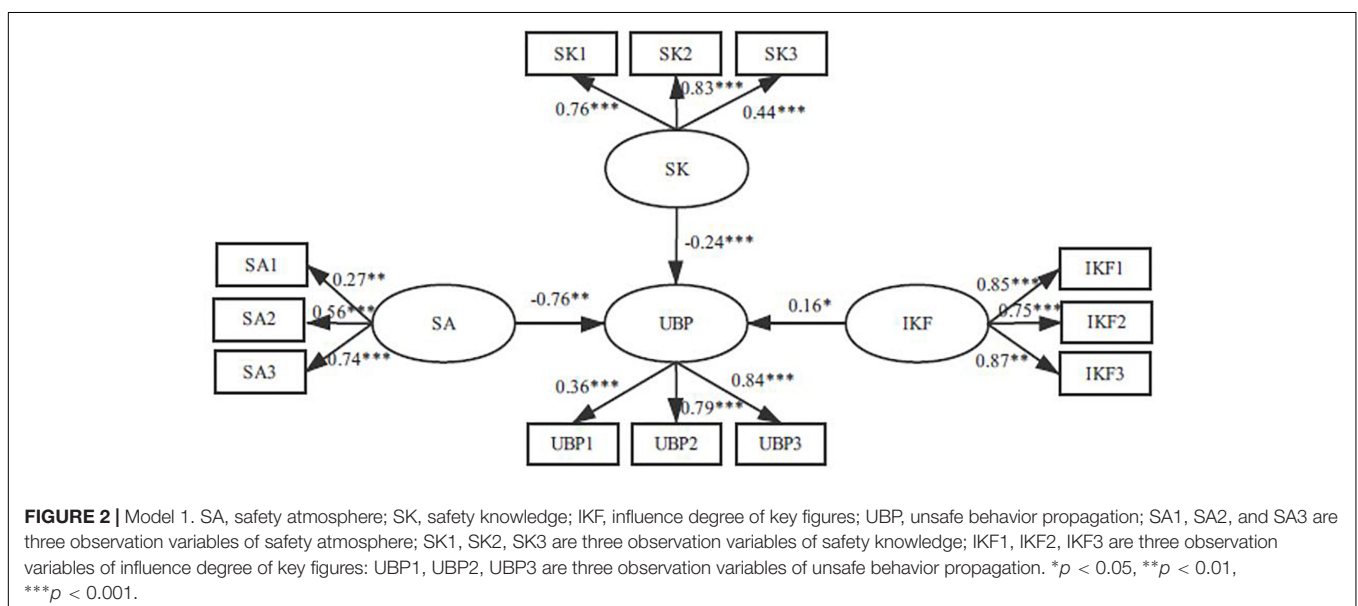 SK1 SK2 SK3
0.76*** 0.83*** 0.44***
SK
-0.24***
SA1 0.27**
SA2 0.56***
SA3 0.74***
SA
-0.76**
UBP
0.16*
IKF
0.85*** IKF1
0.75*** IKF2
0.87** IKF3
0.36*** 0.79*** 0.84***
UBP1 UBP2 UBP3
FIGURE 2 | Model 1. SA, safety atmosphere; SK, safety knowledge; IKF, influence degree of key figures; UBP, unsafe behavior propagation; SA1, SA2, and SA3 are
three observation variables of safety atmosphere; SK1, SK2, SK3 are three observation variables of safety knowledge; IKF1, IKF2, IKF3 are three observation
variables of influence degree of key figures: UBP1, UBP2, UBP3 are three observation variables of unsafe behavior propagation. *p < 0.05, **p < 0.01,
***p < 0.001.